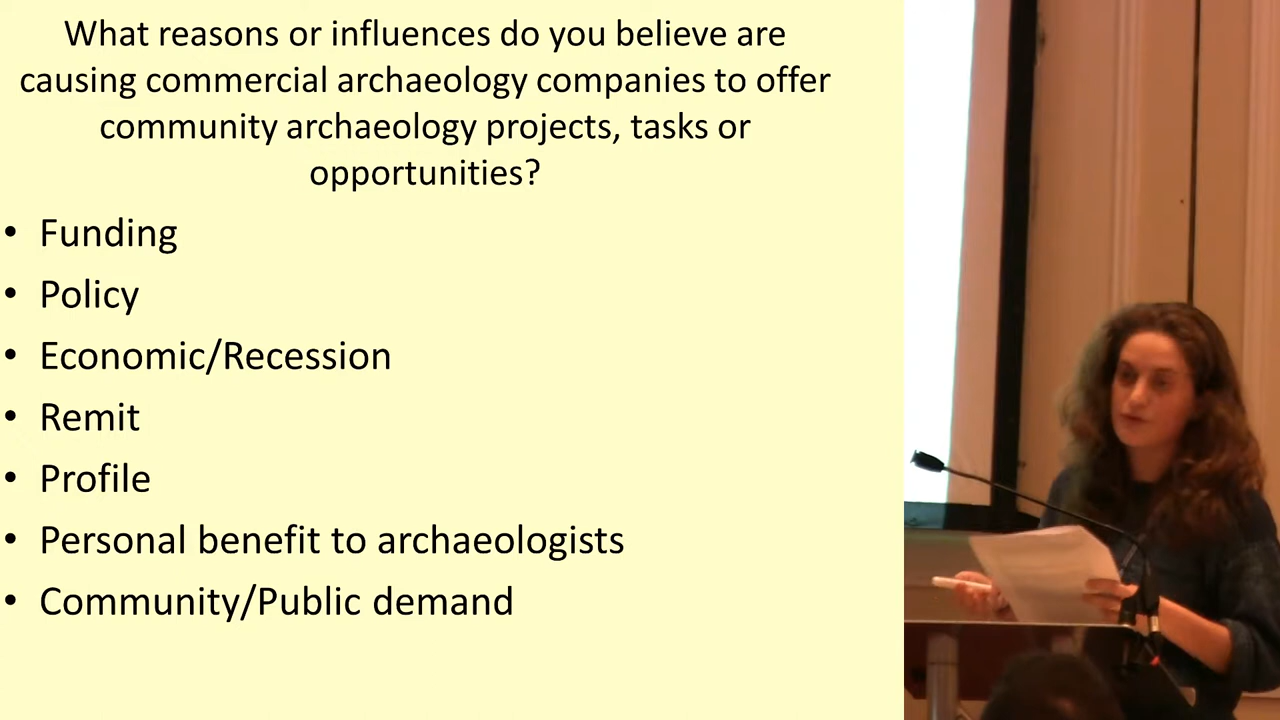 What reasons or influences do you believe are
causing commercial archaeology companies to offer
community archaeology projects, tasks or
opportunities?
• Funding
• Policy
• Economic/Recession
• Remit
• Profile
• Personal benefit to archaeologists
• Community/Public demand